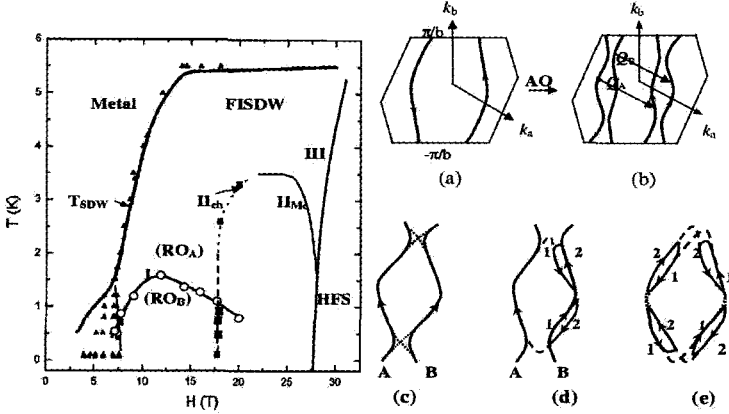 Metal
FISDW
III
T_SDW
II_ch
II_Mc
(RO_A)
I
(RO_B)
HFS
T (K)
6
5
4
3
2
1
0
0
5
10
15
20
25
30
H (T)
k_b
π/b
-π/b
k_a
(a)
AO
k_b
Q_B
Q_A
k_a
(b)
A
B
(c)
1
2
1
2
A
B
(d)
2
1
1
2
2
1
1
2
(e)